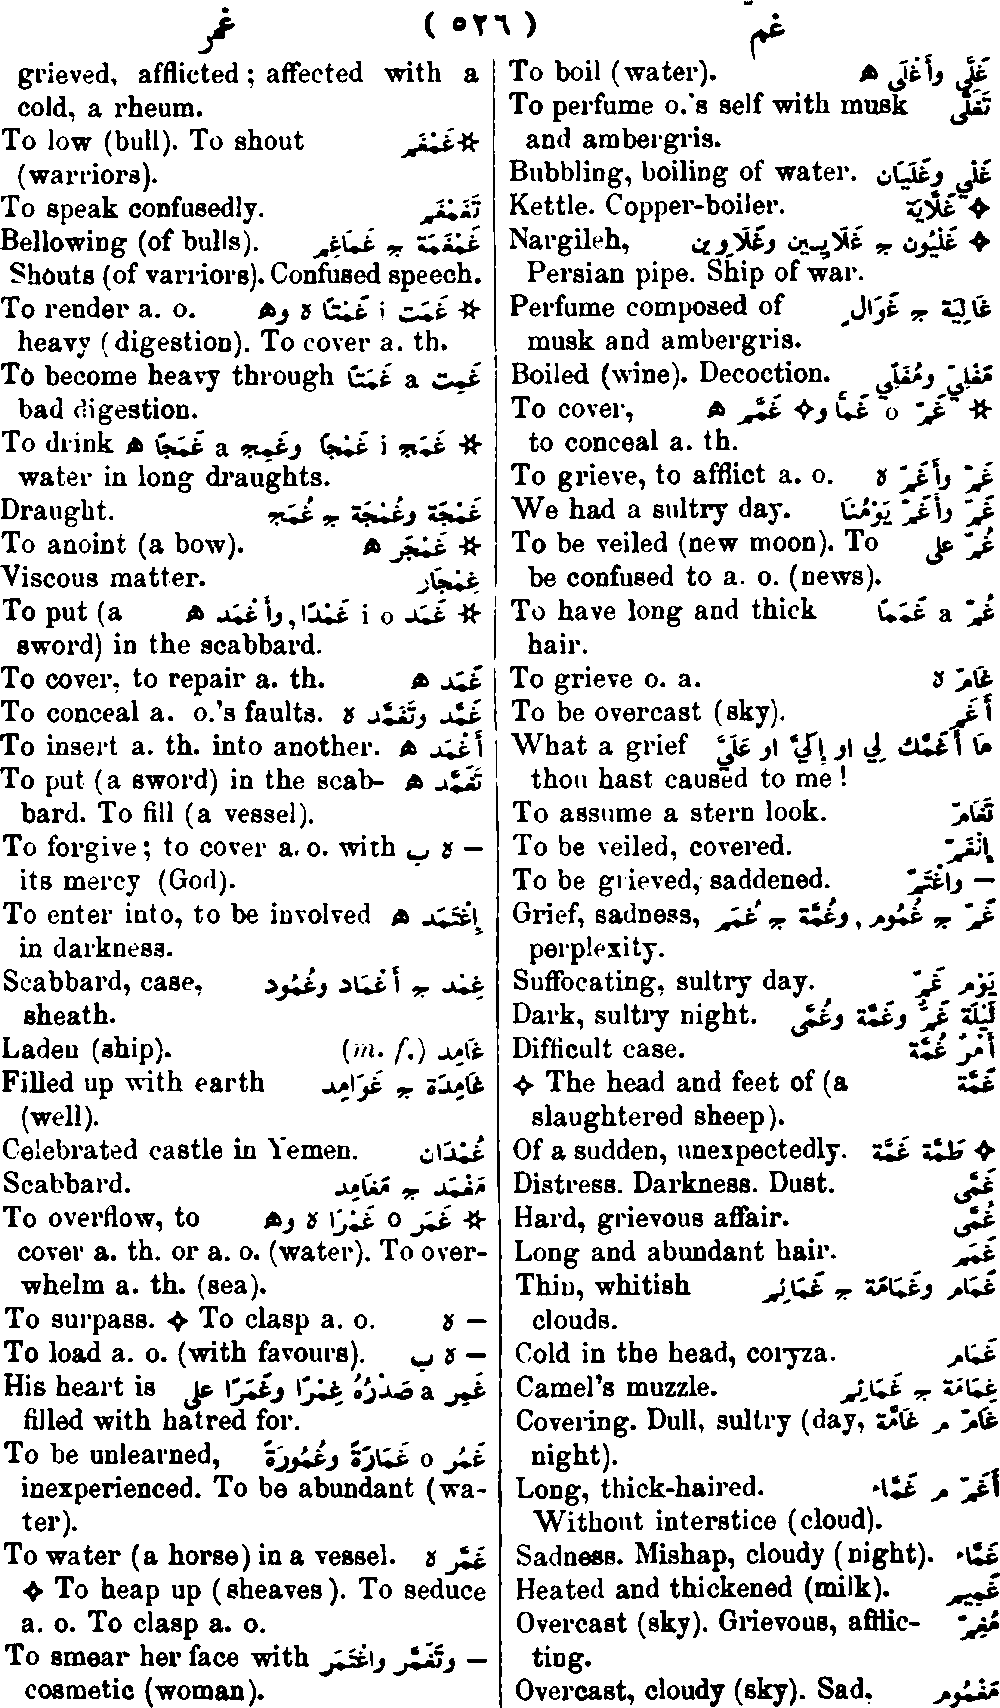 غمر ( ٥٢٦ ) غمّ
To boil (water). غَلَّى وأَغْلَى ه
To perfume o.'s self with musk تَغَلَّى
and ambergris.
Bubbling, boiling of water. غَلْي وغَلَيَان
Kettle. Copper-boiler. ✧ غَلَّايَة
Nargileh, ✧ غَلْيُون ج غَلَايِين وغَلَاوِين
Persian pipe. Ship of war.
Perfume composed of غَالِيَة ج غَوَالٍ
musk and ambergris.
Boiled (wine). Decoction. مَغْلِيّ ومُغَلًّى
To cover, ☆ غَمَّ o غَمًّا و✧ غَمَّم ه
to conceal a. th.
To grieve, to afflict a. o. غَمَّ وأَغَمَّ ه
We had a sultry day. غَمَّ وأَغَمَّ يَوْمُنَا
To be veiled (new moon). To غُمَّ على
be confused to a. o. (news).
To have long and thick غُمَّ a غَمَمًا
hair.
To grieve o. a. غَامَّ ه
To be overcast (sky). أَغَمَّ
What a grief مَا أَغَمَّكَ لِي او إِلَيَّ او عَلَيَّ
thou hast caused to me !
To assume a stern look. تَغَامَّ
To be veiled, covered. إِنْغَمَّ
To be grieved, saddened. — واغْتَمَّ
Grief, sadness, غَمّ ج غُمُوم, وغُمَّة ج غُمَم
perplexity.
Suffocating, sultry day. يَوْم غَمّ
Dark, sultry night. لَيْلَة غَمّ وغَمَّة وغُمَّى
Difficult case. أَمْرٌ غُمَّة
✧ The head and feet of (a غَمَّة
slaughtered sheep).
Of a sudden, unexpectedly. ✧ طَمَّة غَمَّة
Distress. Darkness. Dust. غَمَّى
Hard, grievous affair. غُمَّى
Long and abundant hair. غَمَم
Thin, whitish غَمَام وغَمَامَة ج غَمَائِم
clouds.
Cold in the head, coryza. غُمَام
Camel's muzzle. غِمَامَة ج غَمَائِم
Covering. Dull, sultry (day, غَامّ م غَامَّة
night).
Long, thick-haired. أَغَمّ م غَمَّاء
Without interstice (cloud).
Sadness. Mishap, cloudy (night). غَمَّاء
Heated and thickened (milk). غَمِيم
Overcast (sky). Grievous, afflic- مُغِمّ
ting.
Overcast, cloudy (sky). Sad, مَغْمُوم
grieved, afflicted ; affected with a
cold, a rheum.
To low (bull). To shout ☆ غَمْغَم
(warriors).
To speak confusedly. تَغَمْغَم
Bellowing (of bulls). غَمْغَمَة ج غَمَاغِم
Shouts (of varriors). Confused speech.
To render a. o. ☆ غَمَت i غَمْتًا ه وه
heavy (digestion). To cover a. th.
To become heavy through غَمِت a غَمَتًا
bad digestion.
To drink ☆ غَمَج i غَمْجًا وغَمِج a غَمَجًا ه
water in long draughts.
Draught. غَمْجَة وغُمْجَة ج غُمَج
To anoint (a bow). ☆ غَمْجَر ه
Viscous matter. غِمْجَار
To put (a ☆ غَمَد i o غَمْدًا, وأَغْمَد ه
sword) in the scabbard.
To cover, to repair a. th. غَمَّد ه
To conceal a. o.'s faults. غَمَّد وتَغَمَّد ه
To insert a. th. into another. أَغْمَد ه
To put (a sword) in the scab- تَغَمَّد ه
bard. To fill (a vessel).
To forgive ; to cover a. o. with — ه ب
its mercy (God).
To enter into, to be involved إِغْتَمَد ه
in darkness.
Scabbard, case, غِمْد ج أَغْمَاد وغُمُود
sheath.
Laden (ship). غَامِد (m. f.)
Filled up with earth غَامِدَة ج غَوَامِد
(well).
Celebrated castle in Yemen. غُمْدَان
Scabbard. مَغْمَد ج مَغَامِد
To overflow, to ☆ غَمَر o غَمْرًا ه وه
cover a. th. or a. o. (water). To over-
whelm a. th. (sea).
To surpass. ✧ To clasp a. o. — ه
To load a. o. (with favours). — ه ب
His heart is غَمِر a صَدْرُهُ غِمْرًا وغَمَرًا على
filled with hatred for.
To be unlearned, غَمُر o غَمَارَةً وغُمُورَةً
inexperienced. To be abundant (wa-
ter).
To water (a horse) in a vessel. غَمَّر ه
✧ To heap up (sheaves). To seduce
a. o. To clasp a. o.
To smear her face with — وتَغَمَّر واغْتَمَر
cosmetic (woman).